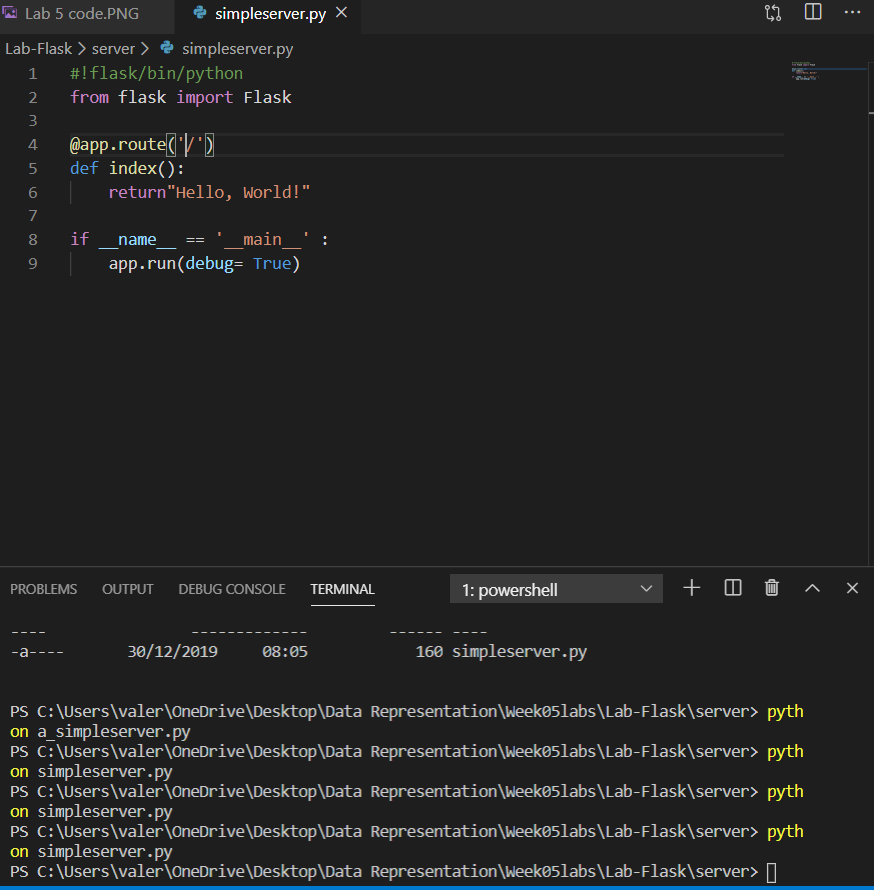 Lab 5 code.PNG
simpleserver.py
Lab-Flask > server > simpleserver.py
1 #!flask/bin/python
2 from flask import Flask
3
4 @app.route('/')
5 def index():
6     return"Hello, World!"
7
8 if __name__ == '__main__' :
9     app.run(debug= True)
PROBLEMS OUTPUT DEBUG CONSOLE TERMINAL 1: powershell
---- ------------- ------ ----
-a---- 30/12/2019 08:05 160 simpleserver.py
PS C:\Users\valer\OneDrive\Desktop\Data Representation\Week05labs\Lab-Flask\server> pyth
on a_simpleserver.py
PS C:\Users\valer\OneDrive\Desktop\Data Representation\Week05labs\Lab-Flask\server> pyth
on simpleserver.py
PS C:\Users\valer\OneDrive\Desktop\Data Representation\Week05labs\Lab-Flask\server> pyth
on simpleserver.py
PS C:\Users\valer\OneDrive\Desktop\Data Representation\Week05labs\Lab-Flask\server> pyth
on simpleserver.py
PS C:\Users\valer\OneDrive\Desktop\Data Representation\Week05labs\Lab-Flask\server>